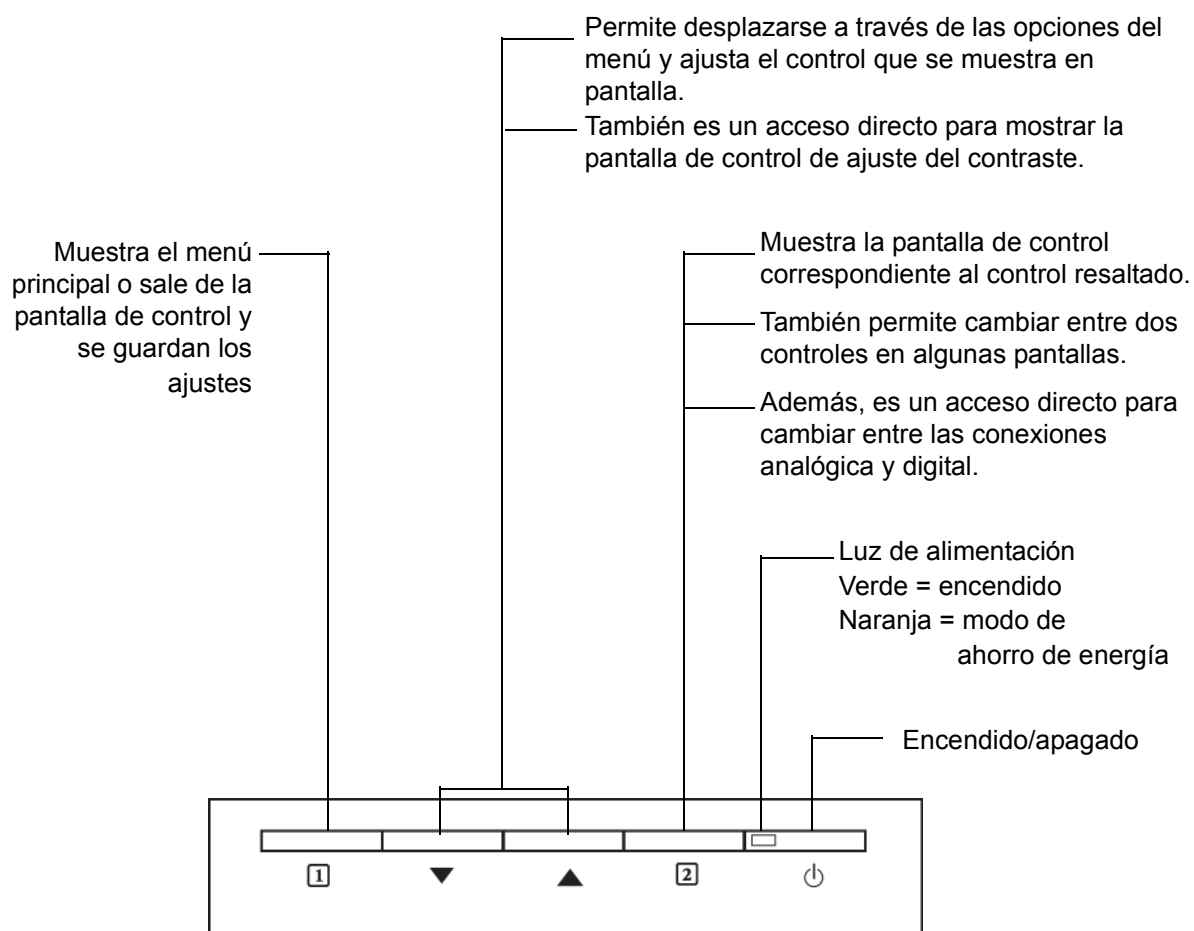 Permite desplazarse a través de las opciones del
menú y ajusta el control que se muestra en
pantalla.
También es un acceso directo para mostrar la
pantalla de control de ajuste del contraste.
Muestra el menú
principal o sale de la
pantalla de control y
se guardan los
ajustes
Muestra la pantalla de control
correspondiente al control resaltado.
También permite cambiar entre dos
controles en algunas pantallas.
Además, es un acceso directo para
cambiar entre las conexiones
analógica y digital.
Luz de alimentación
Verde = encendido
Naranja = modo de
ahorro de energía
Encendido/apagado
1 ▼ ▲ 2